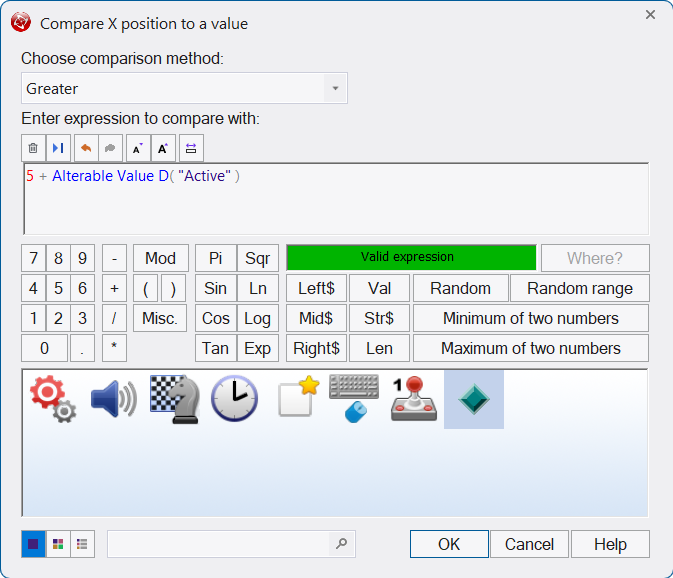 Compare X position to a value
Choose comparison method:
Greater
Enter expression to compare with:
A A
5 + Alterable Value D( "Active" )
7 8 9 - Mod Pi Sqr Valid expression Where?
4 5 6 + ( ) Sin Ln Left$ Val Random Random range
1 2 3 / Misc. Cos Log Mid$ Str$ Minimum of two numbers
0 . * Tan Exp Right$ Len Maximum of two numbers
1
OK Cancel Help